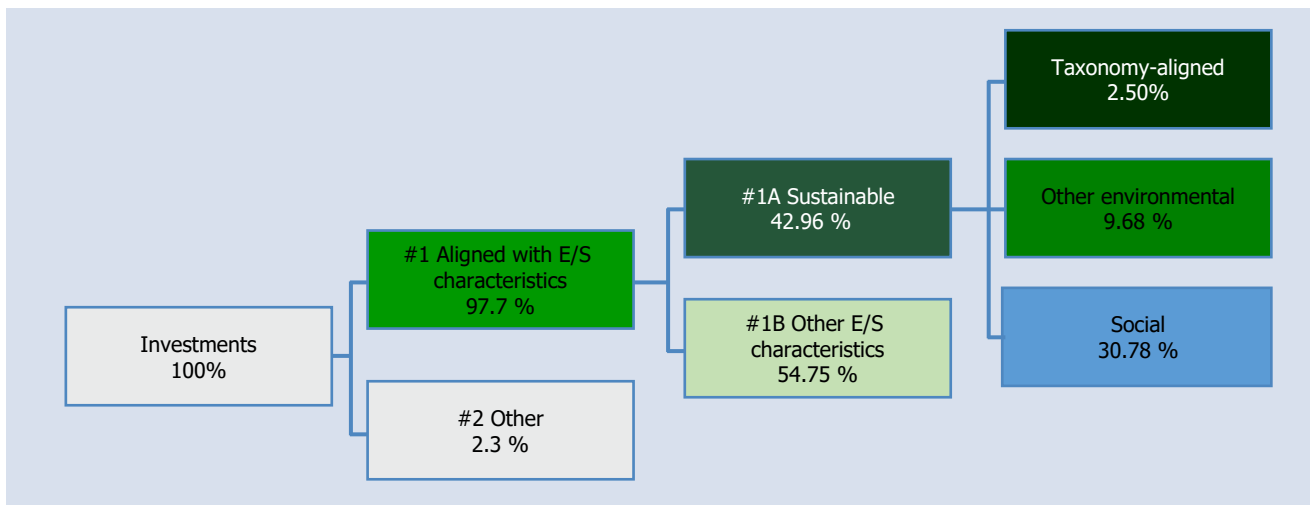 Investments
100%
#1 Aligned with E/S
characteristics
97.7 %
#2 Other
2.3 %
#1A Sustainable
42.96 %
#1B Other E/S
characteristics
54.75 %
Taxonomy-aligned
2.50%
Other environmental
9.68 %
Social
30.78 %